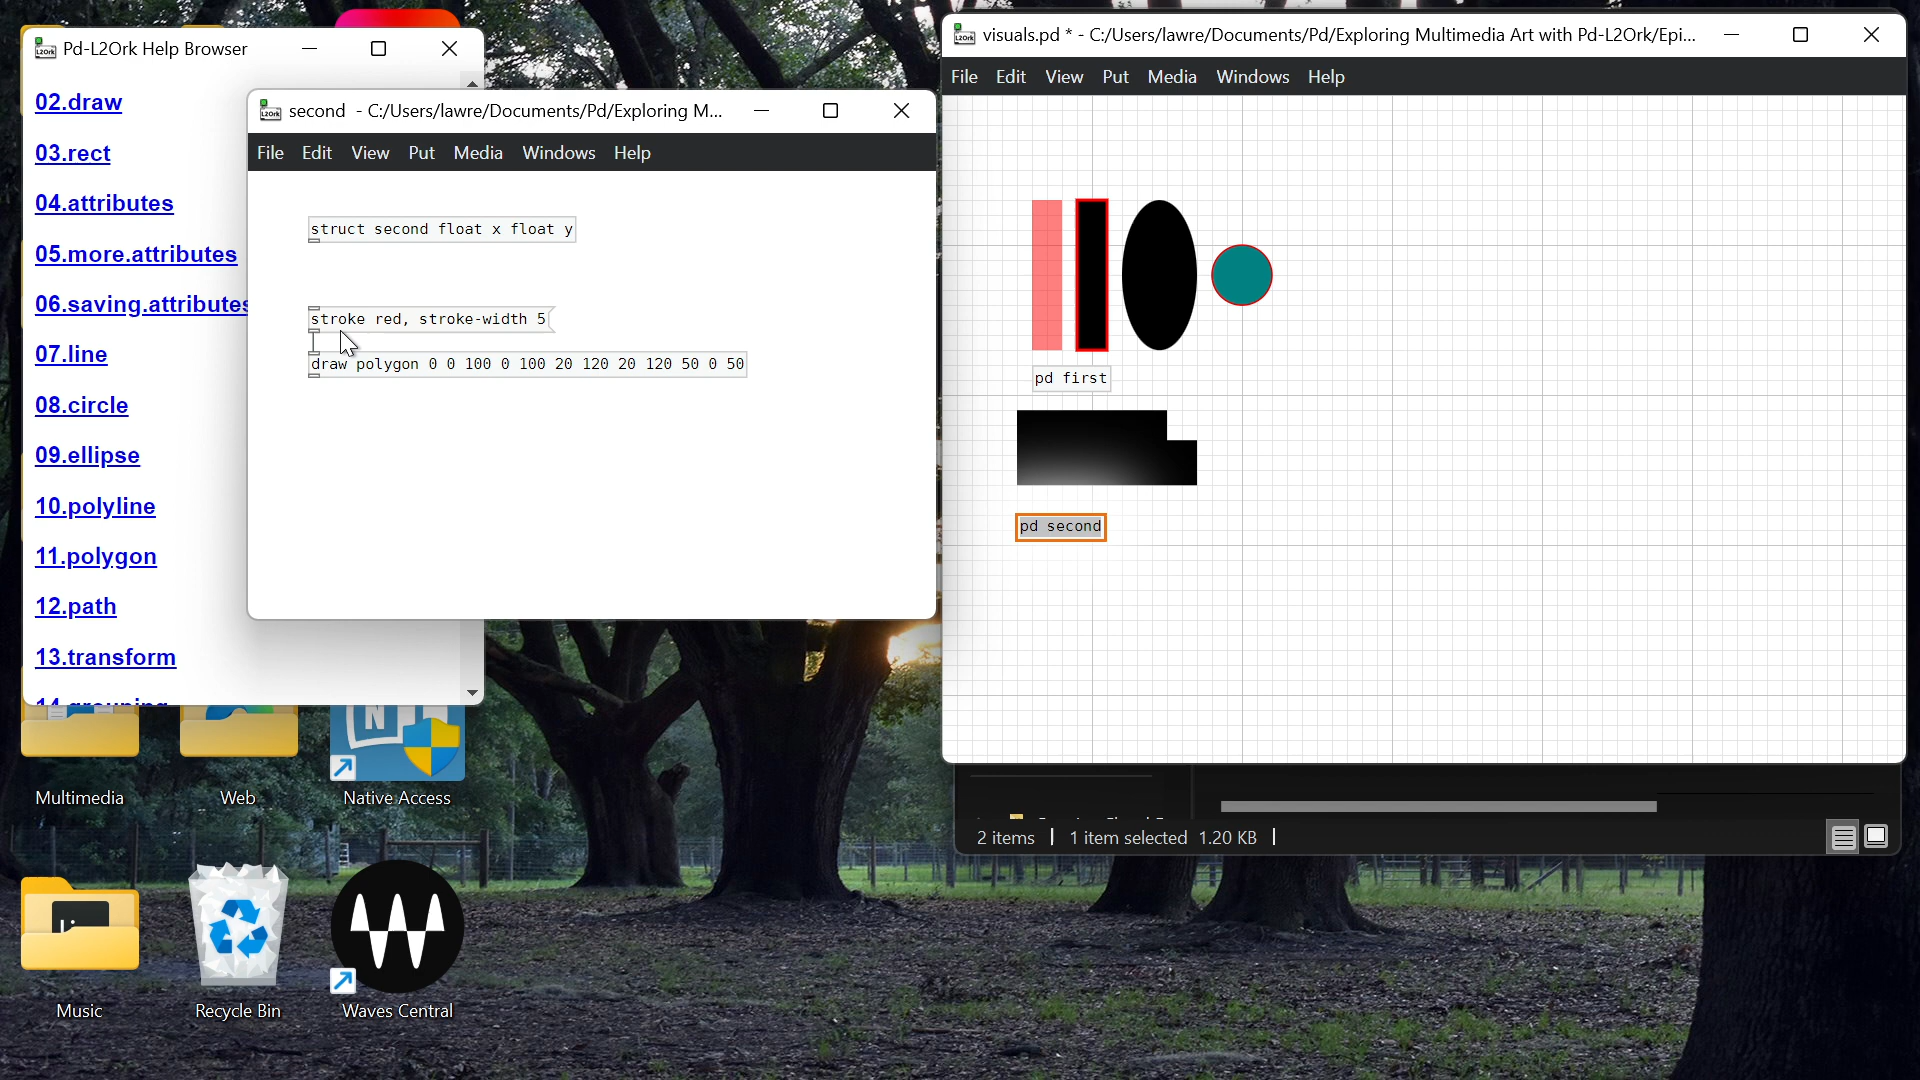 Pd-L2Ork Help Browser
02.draw
03.rect
04.attributes
05.more.attributes
06.saving.attributes
07.line
08.circle
09.ellipse
10.polyline
11.polygon
12.path
13.transform
second - C:/Users/lawre/Documents/Pd/Exploring M...
File Edit View Put Media Windows Help
struct second float x float y
stroke red, stroke-width 5
draw polygon 0 0 100 0 100 20 120 20 120 50 0 50
visuals.pd * - C:/Users/lawre/Documents/Pd/Exploring Multimedia Art with Pd-L2Ork/Epi...
File Edit View Put Media Windows Help
pd first
pd second
2 items | 1 item selected 1.20 KB |
Multimedia
Web
Native Access
Music
Recycle Bin
Waves Central